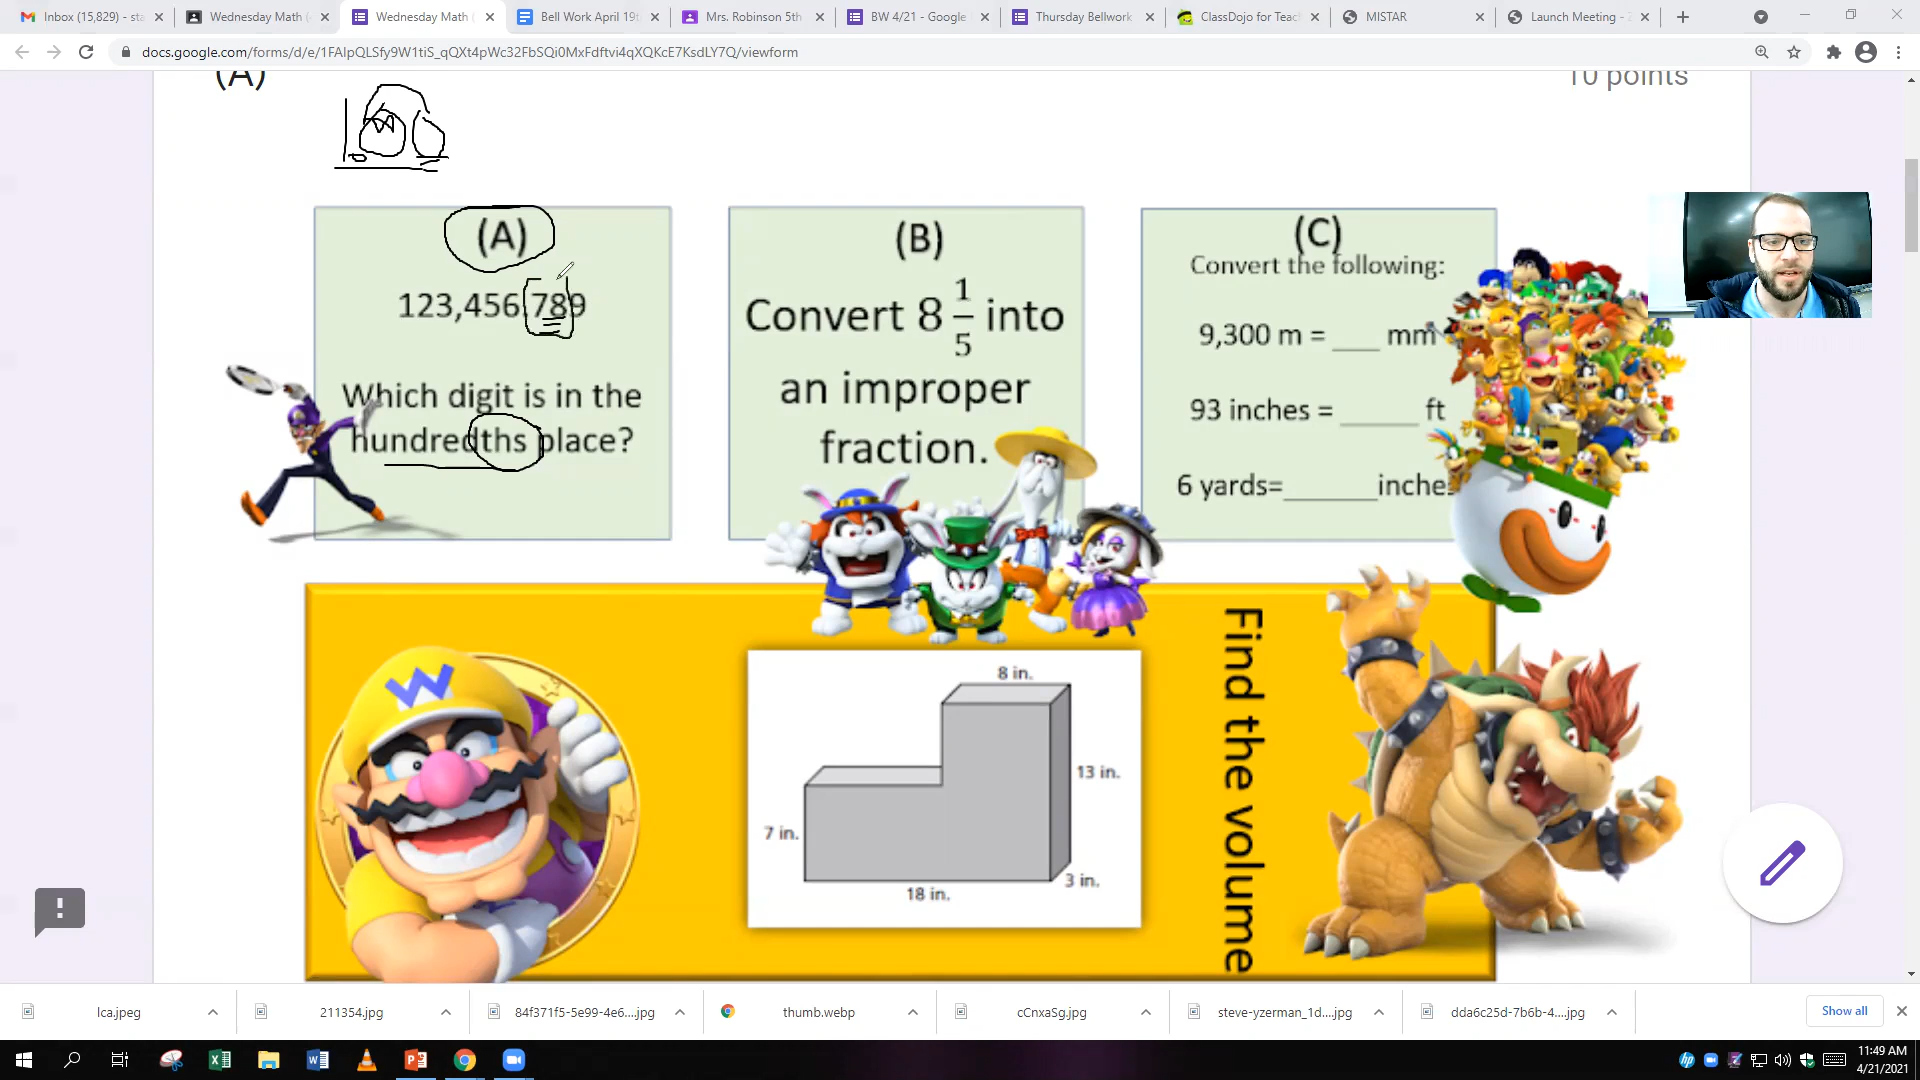 Inbox (15,829) - sta
Wednesday Math (
Wednesday Math (
Bell Work April 19t
Mrs. Robinson 5th
BW 4/21 - Google
Thursday Bellwork
ClassDojo for Teac
MISTAR
Launch Meeting - Z
docs.google.com/forms/d/e/1FAIpQLSfy9W1tiS_qQXt4pWc32FbSQi0MxFdftvi4qXQKcE7KsdLY7Q/viewform
(A)
10 points
(A)
123,456.789
Which digit is in the
hundredths place?
(B)
Convert 8 1/5 into
an improper
fraction.
(C)
Convert the following:
9,300 m = ___ mm
93 inches = ______ ft
6 yards=_______inches
W
8 in.
13 in.
7 in.
18 in.
3 in.
Find the volume
lca.jpeg
211354.jpg
84f371f5-5e99-4e6....jpg
thumb.webp
cCnxaSg.jpg
steve-yzerman_1d....jpg
dda6c25d-7b6b-4....jpg
Show all
11:49 AM
4/21/2021